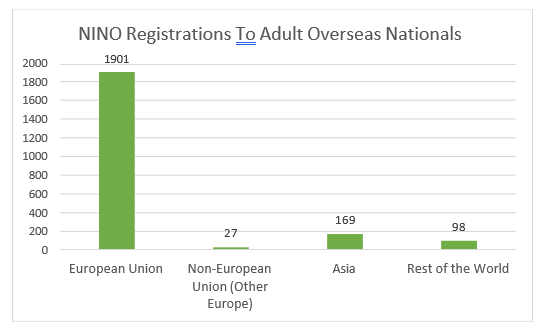 NINO Registrations To Adult Overseas Nationals
2000
1800
1600
1400
1200
1000
800
600
400
200
0
1901
27
169
98
European Union
Non-European
Union (Other
Europe)
Asia
Rest of the World